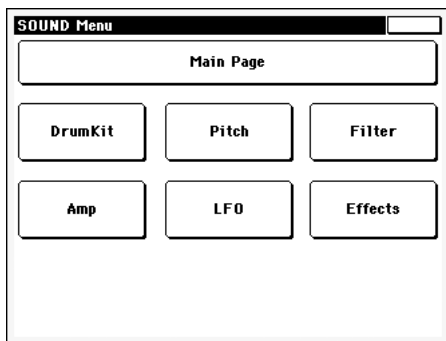 SOUND Menu
Main Page
DrumKit Pitch Filter
Amp LFO Effects